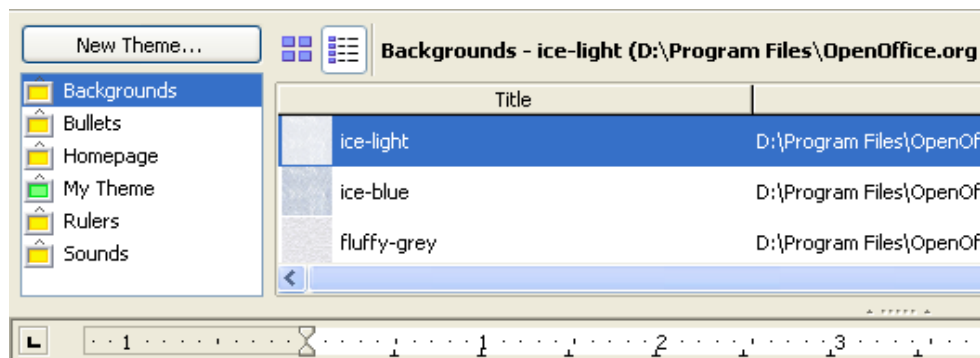 New Theme...
Backgrounds - ice-light (D:\Program Files\OpenOffice.org
Backgrounds
Bullets
Homepage
My Theme
Rulers
Sounds
Title
ice-light D:\Program Files\OpenOf
ice-blue D:\Program Files\OpenOf
fluffy-grey D:\Program Files\OpenOf
1 1 2 3